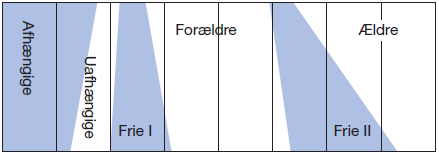 Afhængige
Uafhængige
Frie I
Forældre
Frie II
Ældre